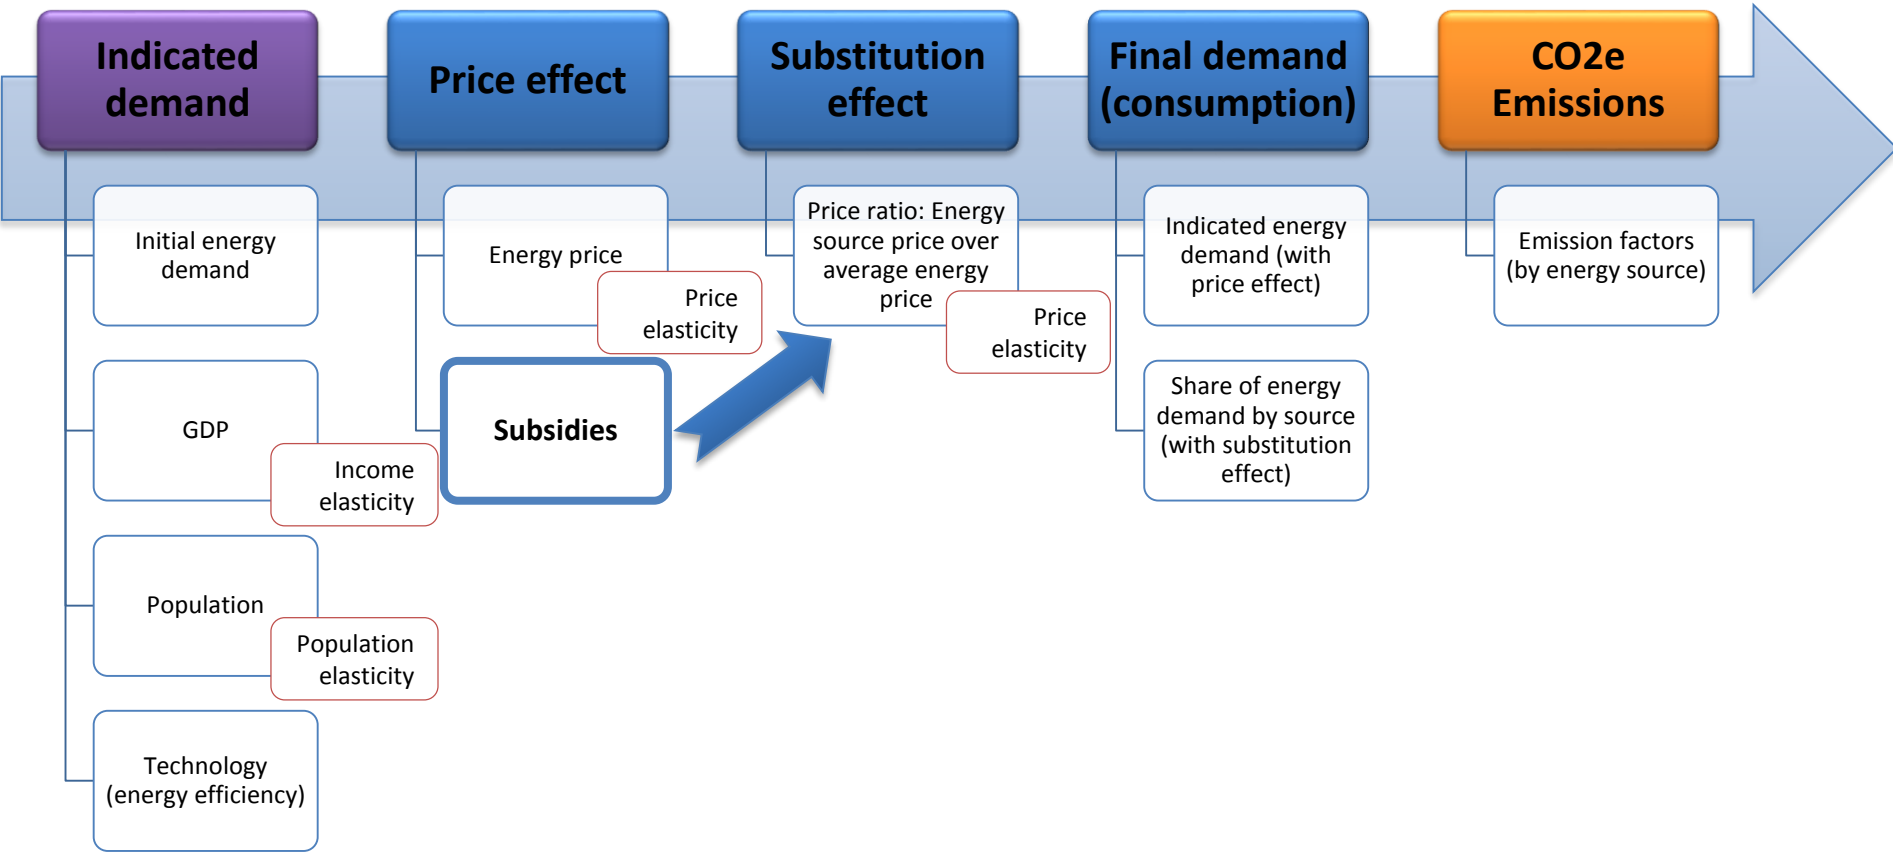 Indicated
demand
Price effect
Substitution
effect
Final demand
(consumption)
CO2e
Emissions
Initial energy
demand
GDP
Income
elasticity
Population
Population
elasticity
Technology
(energy efficiency)
Energy price
Price
elasticity
Subsidies
Price ratio: Energy
source price over
average energy
price
Price
elasticity
Indicated energy
demand (with
price effect)
Share of energy
demand by source
(with substitution
effect)
Emission factors
(by energy source)